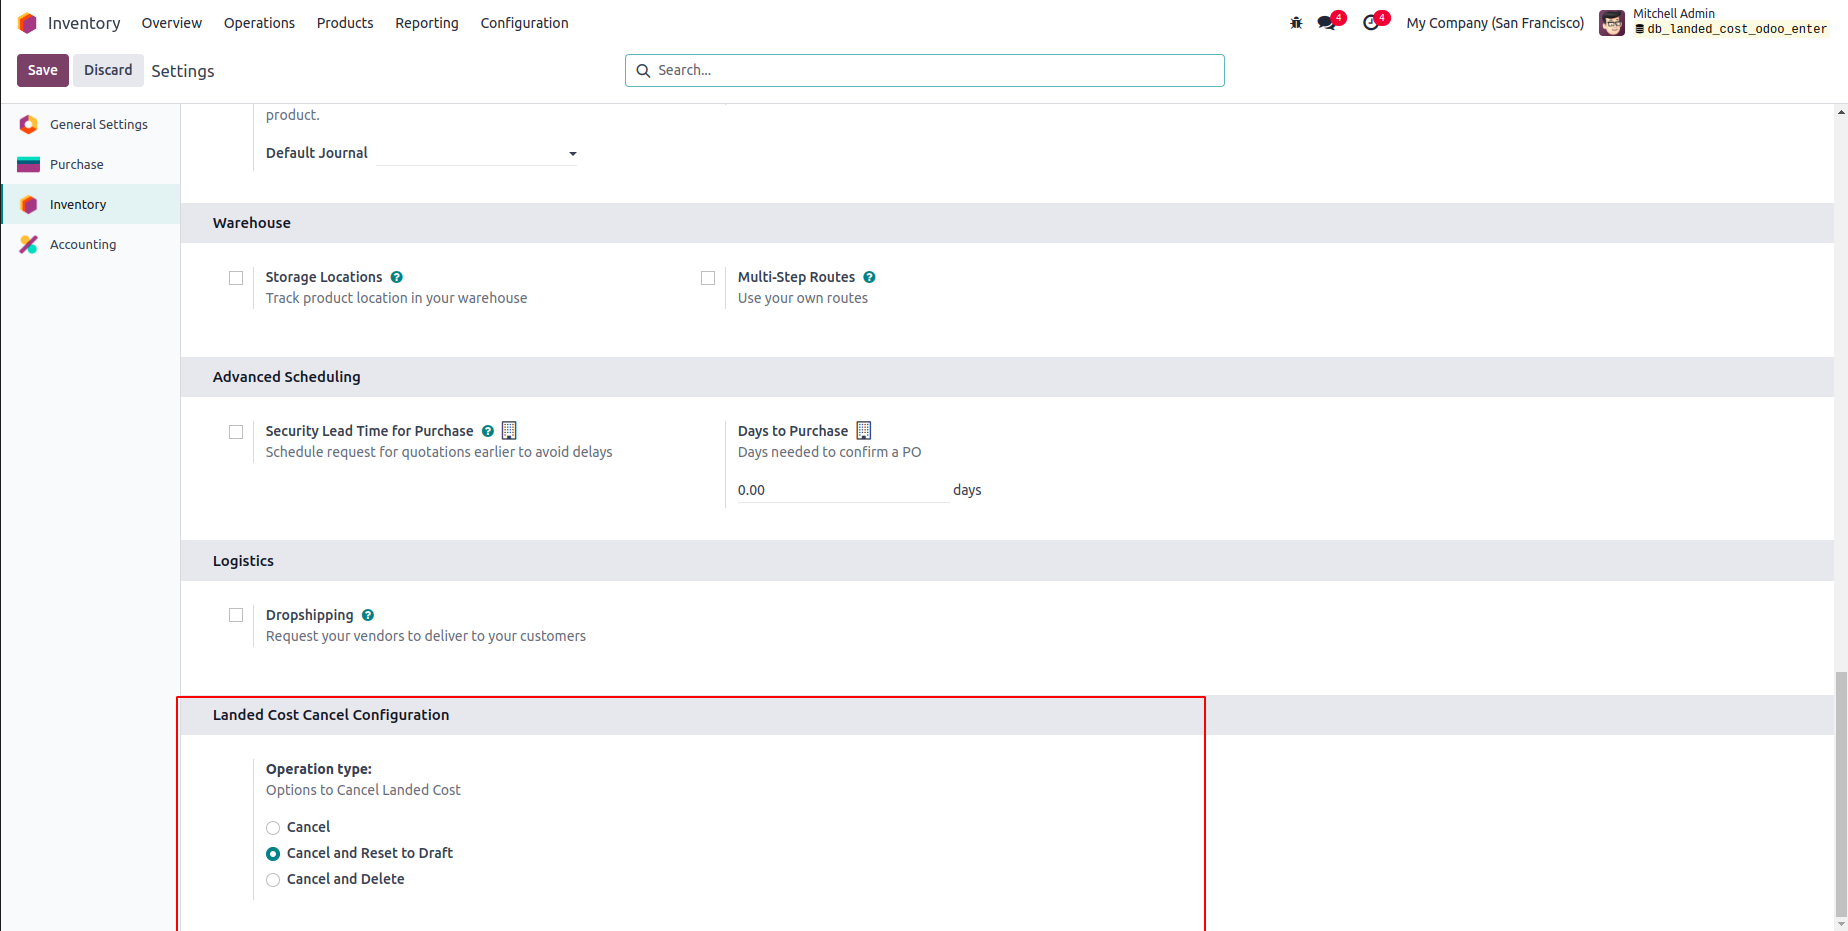 Inventory Overview Operations Products Reporting Configuration 4 4 My Company (San Francisco) Mitchell Admin
db_landed_cost_odoo_enter
Save Discard Settings Search...
General Settings
Purchase
Inventory
Accounting
product.
Default Journal
Warehouse
Storage Locations ? Multi-Step Routes ?
Track product location in your warehouse Use your own routes
Advanced Scheduling
Security Lead Time for Purchase ? Days to Purchase
Schedule request for quotations earlier to avoid delays Days needed to confirm a PO
0.00 days
Logistics
Dropshipping ?
Request your vendors to deliver to your customers
Landed Cost Cancel Configuration
Operation type:
Options to Cancel Landed Cost
Cancel
Cancel and Reset to Draft
Cancel and Delete